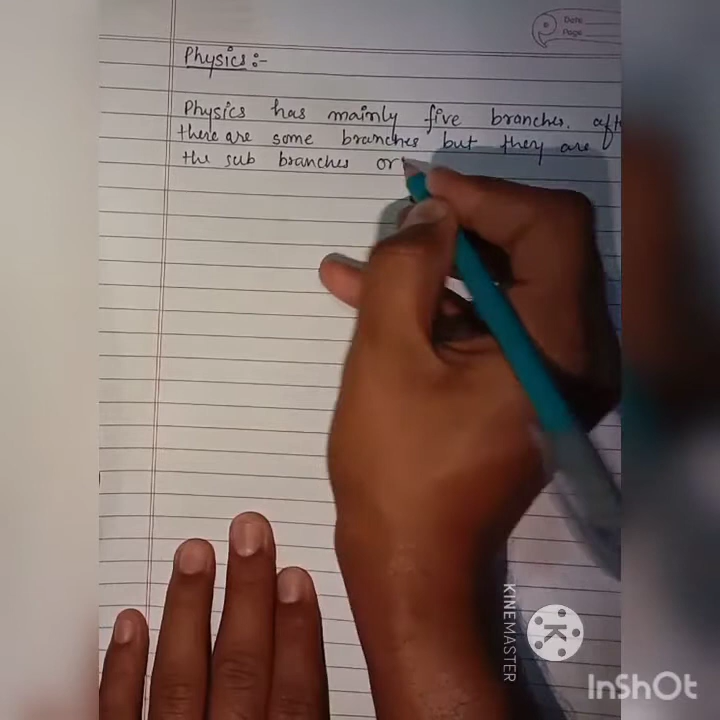 Date
Page
Physics :-
Physics has mainly five branches.
there are some branches but they are
the sub branches or
KINEMASTER
InShOt